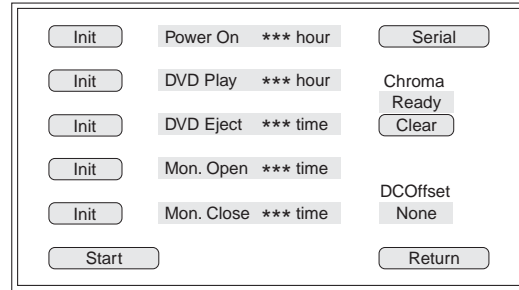 Init Power On *** hour Serial
Init DVD Play *** hour Chroma
Ready
Init DVD Eject *** time Clear
Init Mon. Open *** time
DCOffset
Init Mon. Close *** time None
Start Return